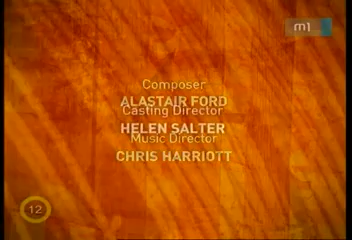 m1
Composer
ALASTAIR FORD
Casting Director
HELEN SALTER
Music Director
CHRIS HARRIOTT
12